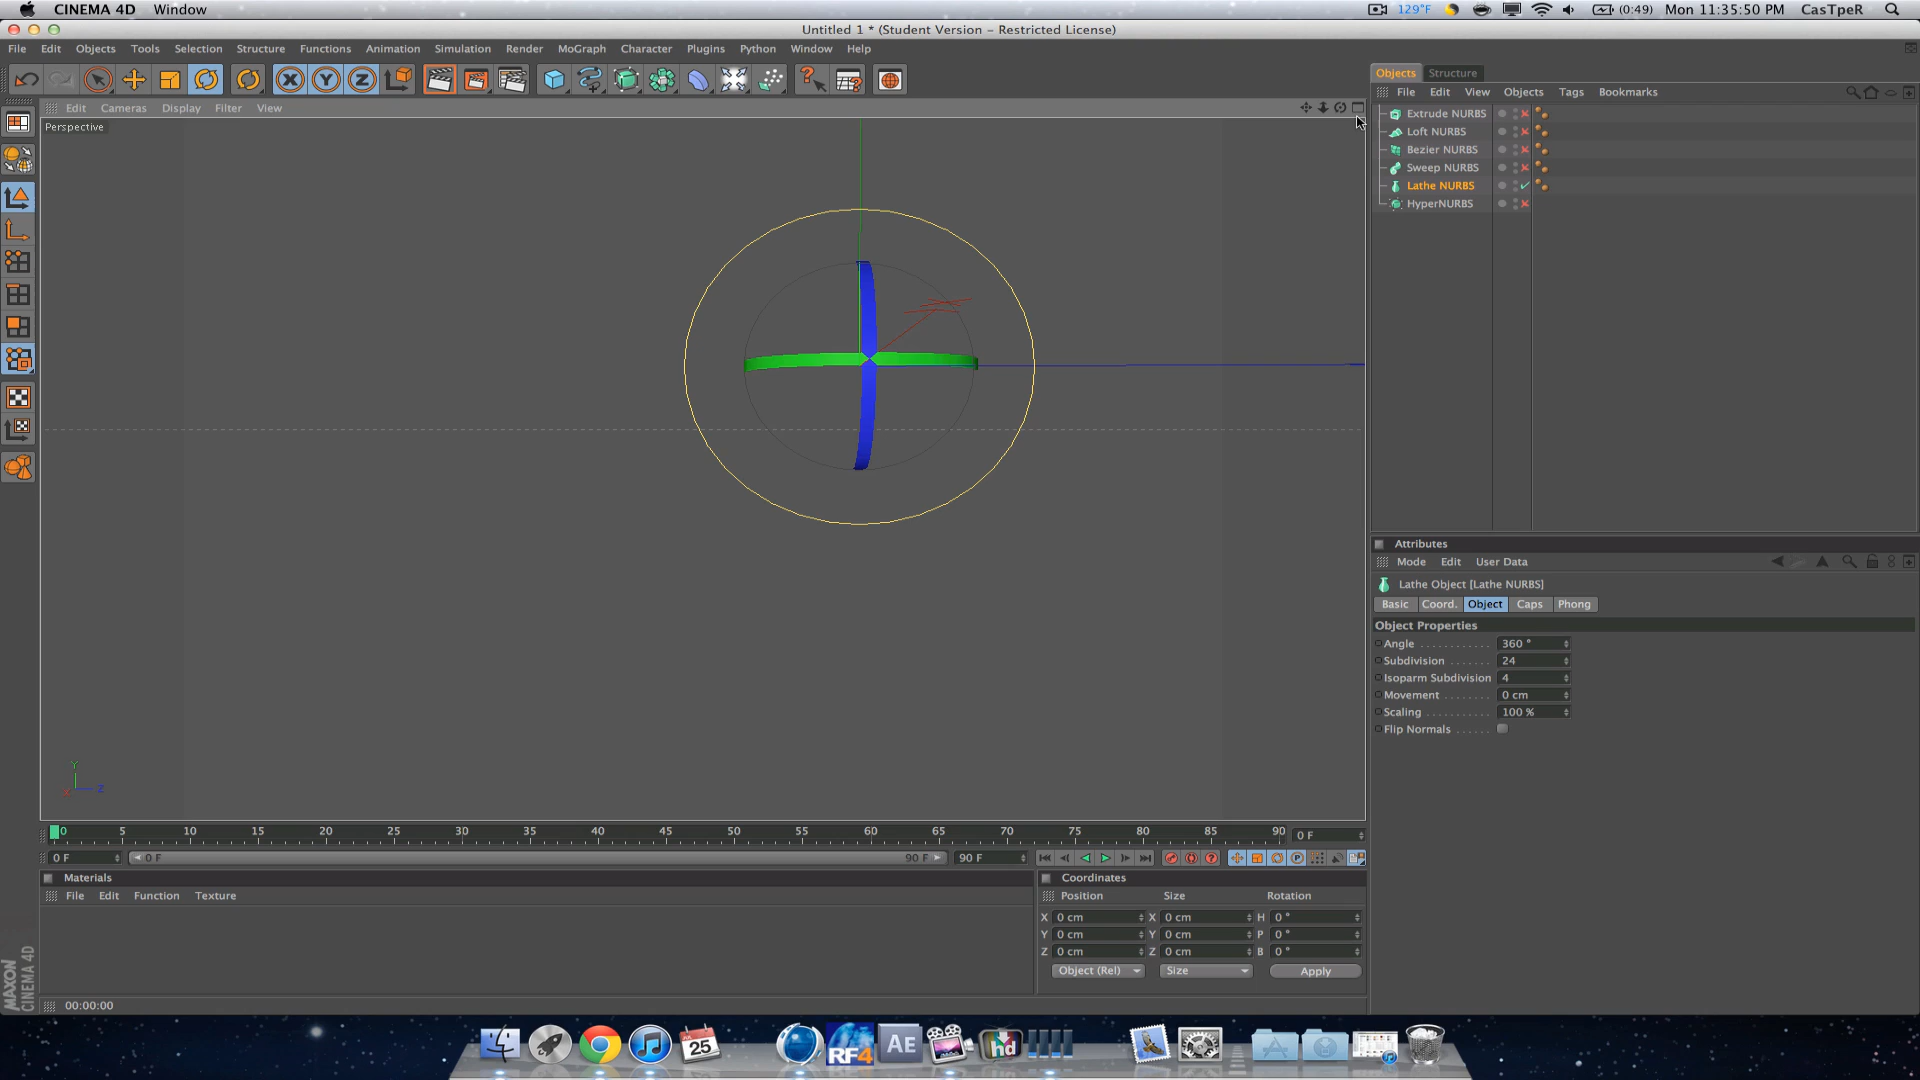 CINEMA 4D Window 129°F (0:49) Mon 11:35:50 PM CasTpeR
Untitled 1 * (Student Version – Restricted License)
File Edit Objects Tools Selection Structure Functions Animation Simulation Render MoGraph Character Plugins Python Window Help
X Y Z
Objects Structure
File Edit View Objects Tags Bookmarks
Edit Cameras Display Filter View
Perspective
Extrude NURBS
Loft NURBS
Bezier NURBS
Sweep NURBS
Lathe NURBS
HyperNURBS
Attributes
Mode Edit User Data
Lathe Object [Lathe NURBS]
Basic Coord. Object Caps Phong
Object Properties
Angle 360 °
Subdivision 24
Isoparm Subdivision 4
Movement 0 cm
Scaling 100 %
Flip Normals
Y
X Z
0 5 10 15 20 25 30 35 40 45 50 55 60 65 70 75 80 85 90 0 F
0 F 0 F 90 F 90 F
Materials
File Edit Function Texture
Coordinates
Position Size Rotation
X 0 cm X 0 cm H 0 °
Y 0 cm Y 0 cm P 0 °
Z 0 cm Z 0 cm B 0 °
Object (Rel) Size Apply
MAXON
CINEMA 4D
00:00:00
25
RF4
AE
hd